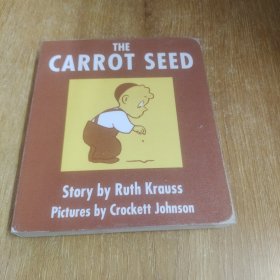 THE
CARROT SEED
Story by Ruth Krauss
Pictures by Crockett Johnson